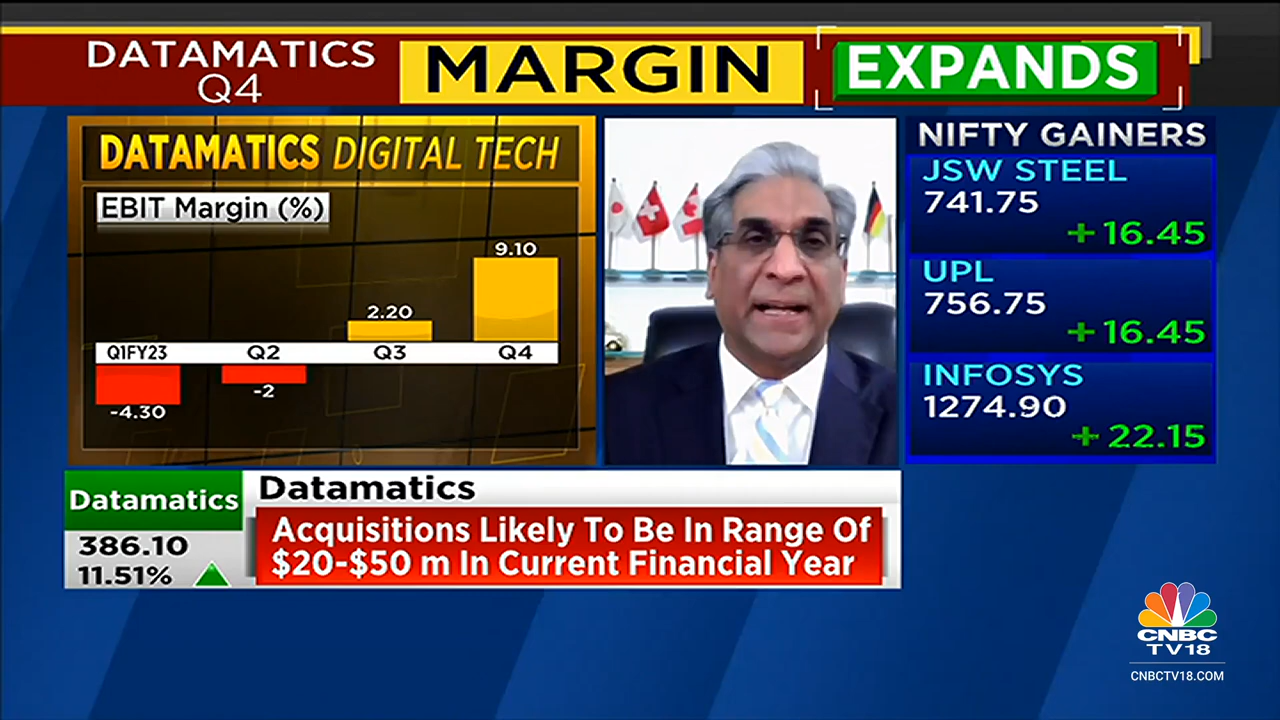 DATAMATICS
Q4
MARGIN
EXPANDS
DATAMATICS DIGITAL TECH
EBIT Margin (%)
9.10
2.20
Q1FY23 Q2 Q3 Q4
-2
-4.30
NIFTY GAINERS
JSW STEEL
741.75
+16.45
UPL
756.75
+16.45
INFOSYS
1274.90
+22.15
Datamatics
386.10
11.51%
Datamatics
Acquisitions Likely To Be In Range Of
$20-$50 m In Current Financial Year
CNBC
TV18
CNBCTV18.COM